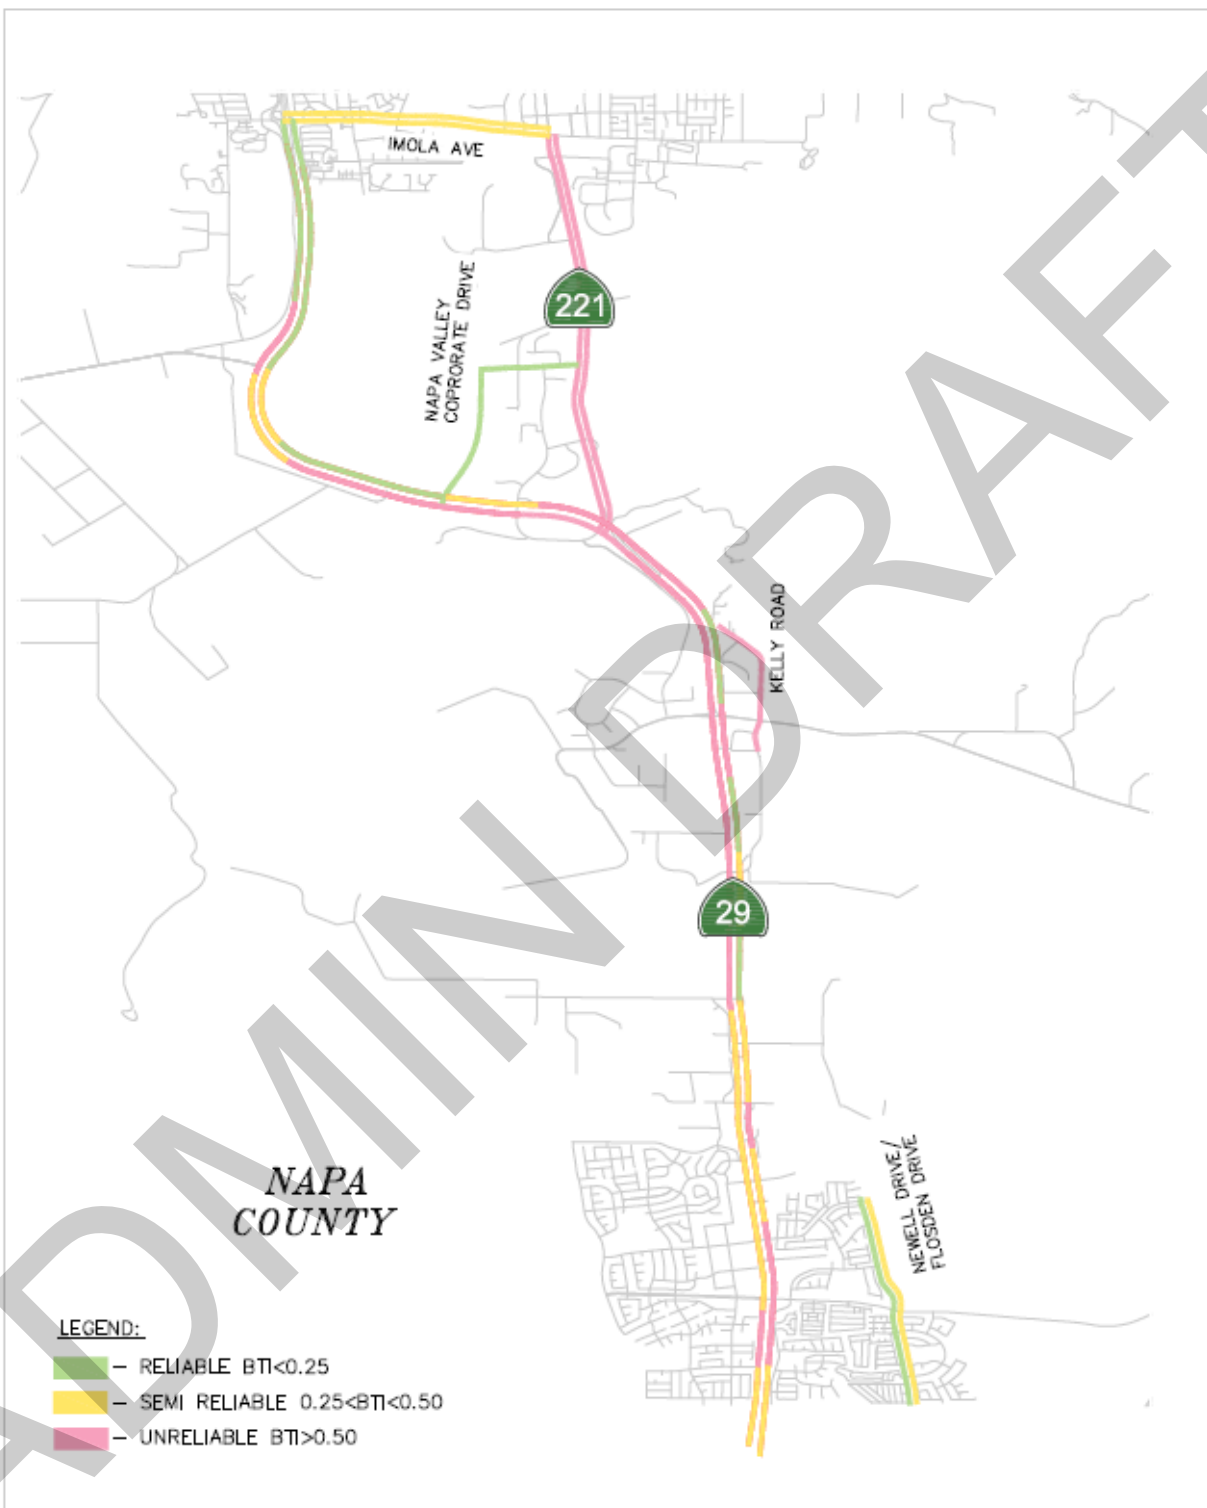 IMOLA AVE
221
NAPA VALLEY
COPRORATE DRIVE
KELLY ROAD
29
NEWELL DRIVE/
FLOSDEN DRIVE
NAPA
COUNTY
LEGEND:
– RELIABLE BTI<0.25
– SEMI RELIABLE 0.25<BTI<0.50
– UNRELIABLE BTI>0.50
ADMIN DRAFT